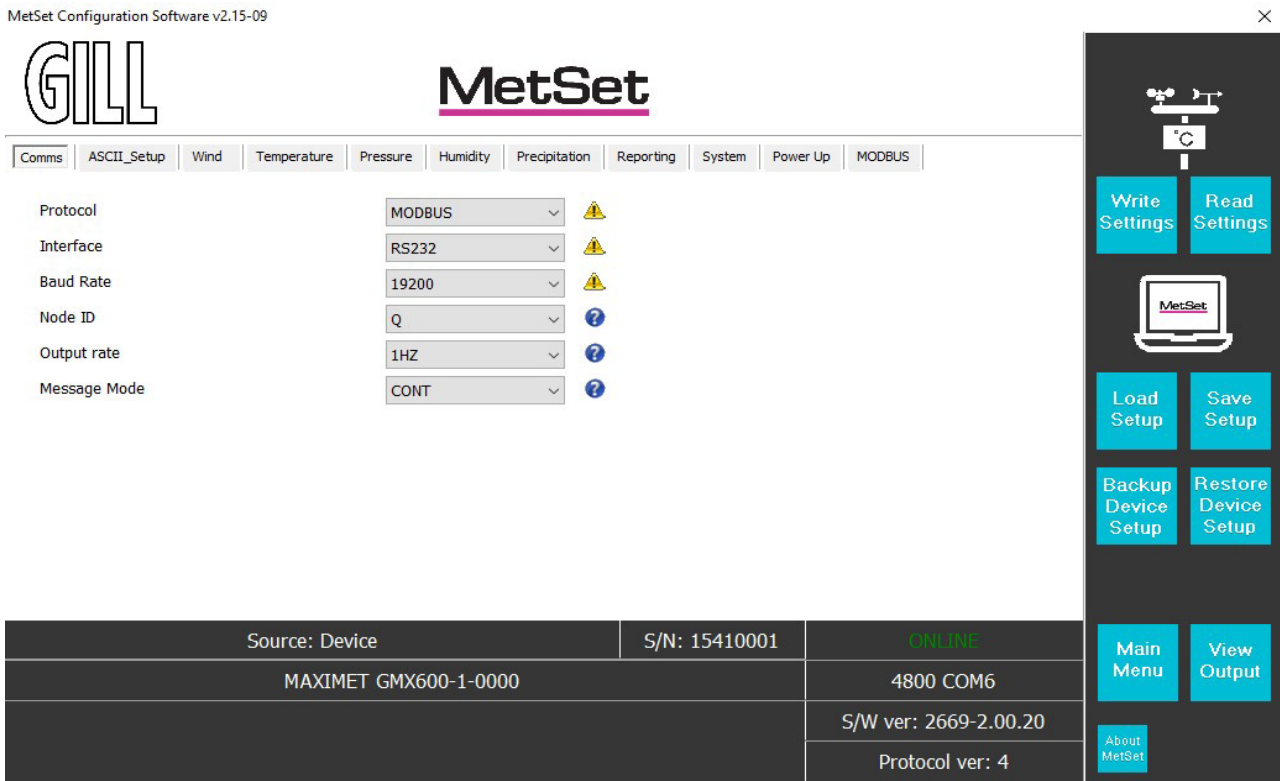 MetSet Configuration Software v2.15-09
GILL
MetSet
°C
Comms ASCII_Setup Wind Temperature Pressure Humidity Precipitation Reporting System Power Up MODBUS
Protocol MODBUS
Interface RS232
Baud Rate 19200
Node ID Q
Output rate 1HZ
Message Mode CONT
Write Settings
Read Settings
MetSet
Load Setup
Save Setup
Backup Device Setup
Restore Device Setup
Source: Device S/N: 15410001 ONLINE
MAXIMET GMX600-1-0000 4800 COM6
S/W ver: 2669-2.00.20
Protocol ver: 4
Main Menu
View Output
About MetSet